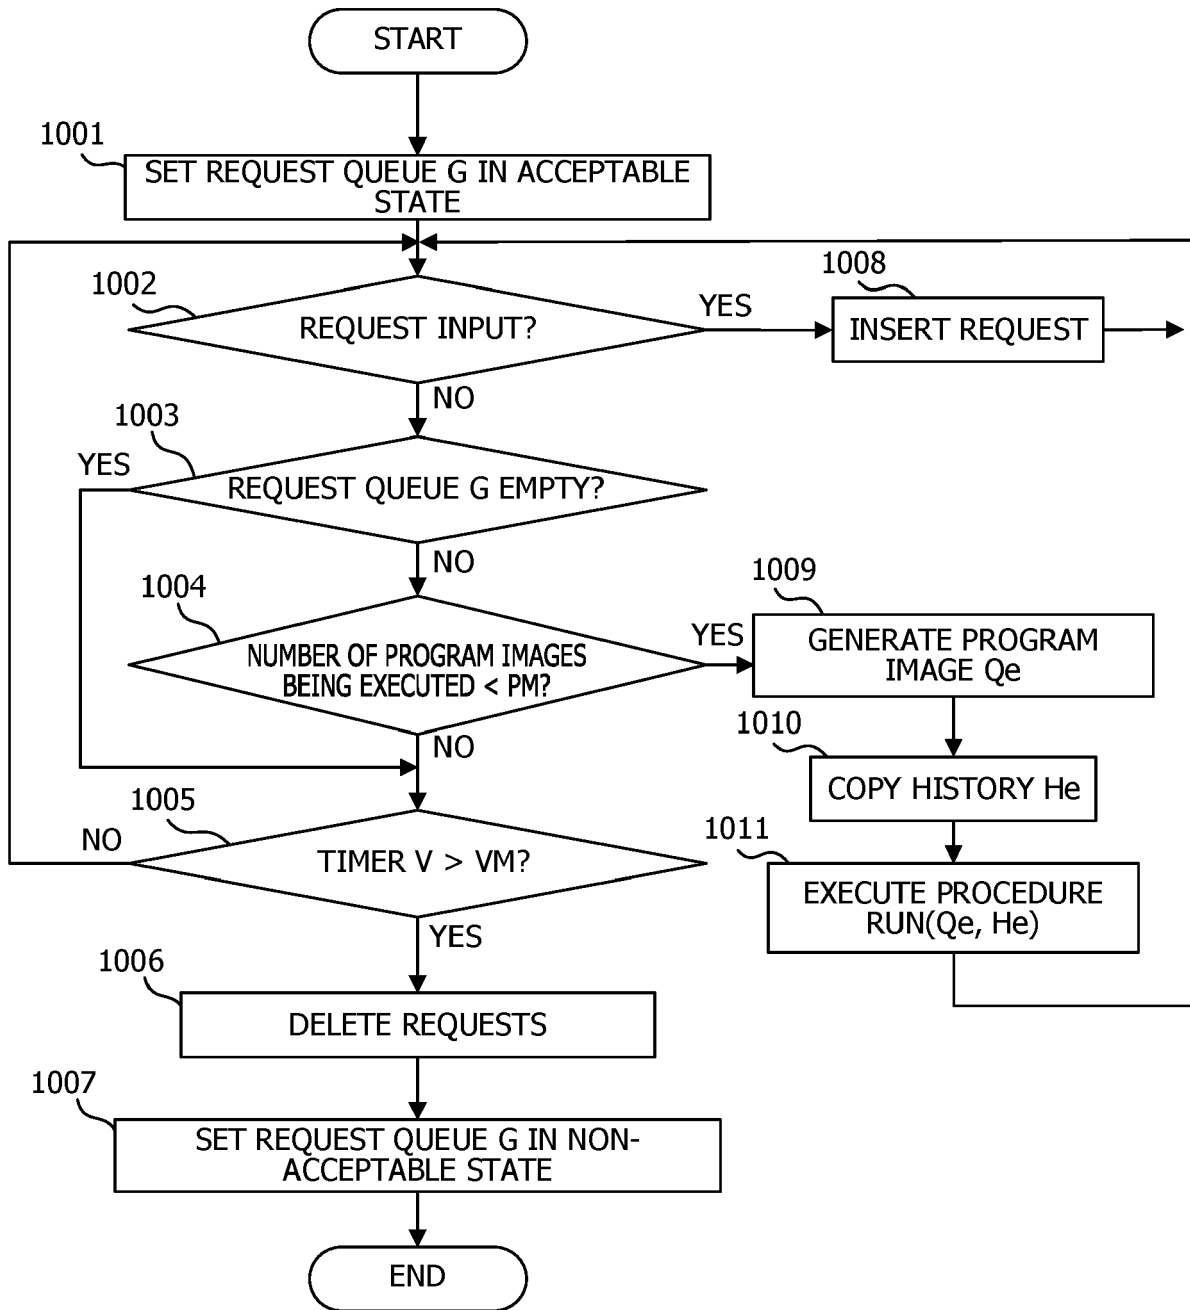 START
1001
SET REQUEST QUEUE G IN ACCEPTABLE
STATE
1002
REQUEST INPUT?
YES
1008
INSERT REQUEST
NO
1003
YES
REQUEST QUEUE G EMPTY?
NO
1004
NUMBER OF PROGRAM IMAGES
BEING EXECUTED < PM?
YES
1009
GENERATE PROGRAM
IMAGE Qe
NO
1010
COPY HISTORY He
1005
NO
TIMER V > VM?
1011
EXECUTE PROCEDURE
RUN(Qe, He)
YES
1006
DELETE REQUESTS
1007
SET REQUEST QUEUE G IN NON-
ACCEPTABLE STATE
END